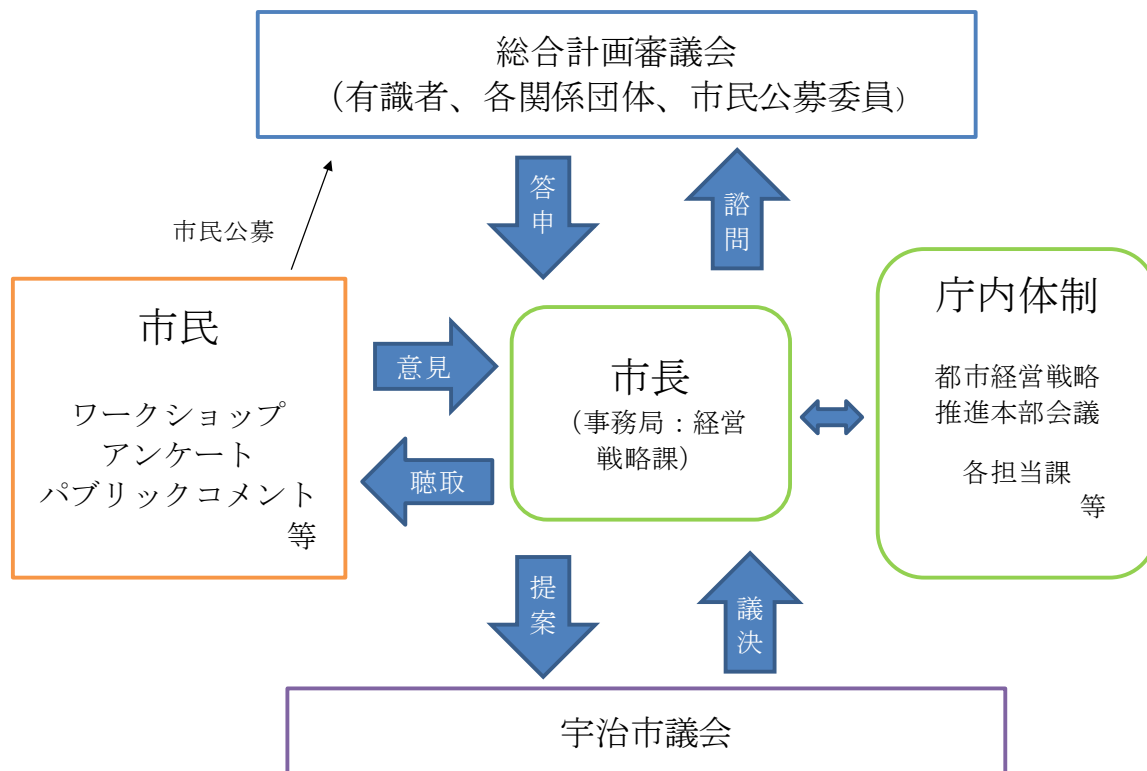 総合計画審議会
（有識者、各関係団体、市民公募委員）
答申
諮問
市民公募
市民
ワークショップ
アンケート
パブリックコメント
等
意見
聴取
市長
（事務局：経営
戦略課）
庁内体制
都市経営戦略
推進本部会議
各担当課
等
提案
議決
宇治市議会